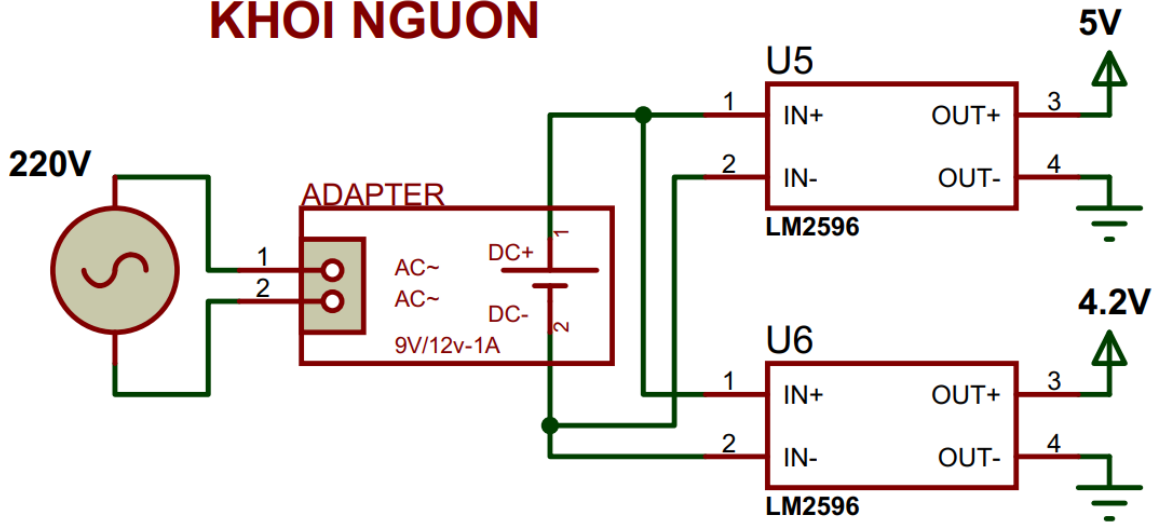 KHOI NGUON
220V
ADAPTER
1
2
AC~
AC~
9V/12v-1A
DC+
DC-
1
2
U5
1
2
IN+
IN-
OUT+
OUT-
3
4
LM2596
5V
U6
1
2
IN+
IN-
OUT+
OUT-
3
4
LM2596
4.2V